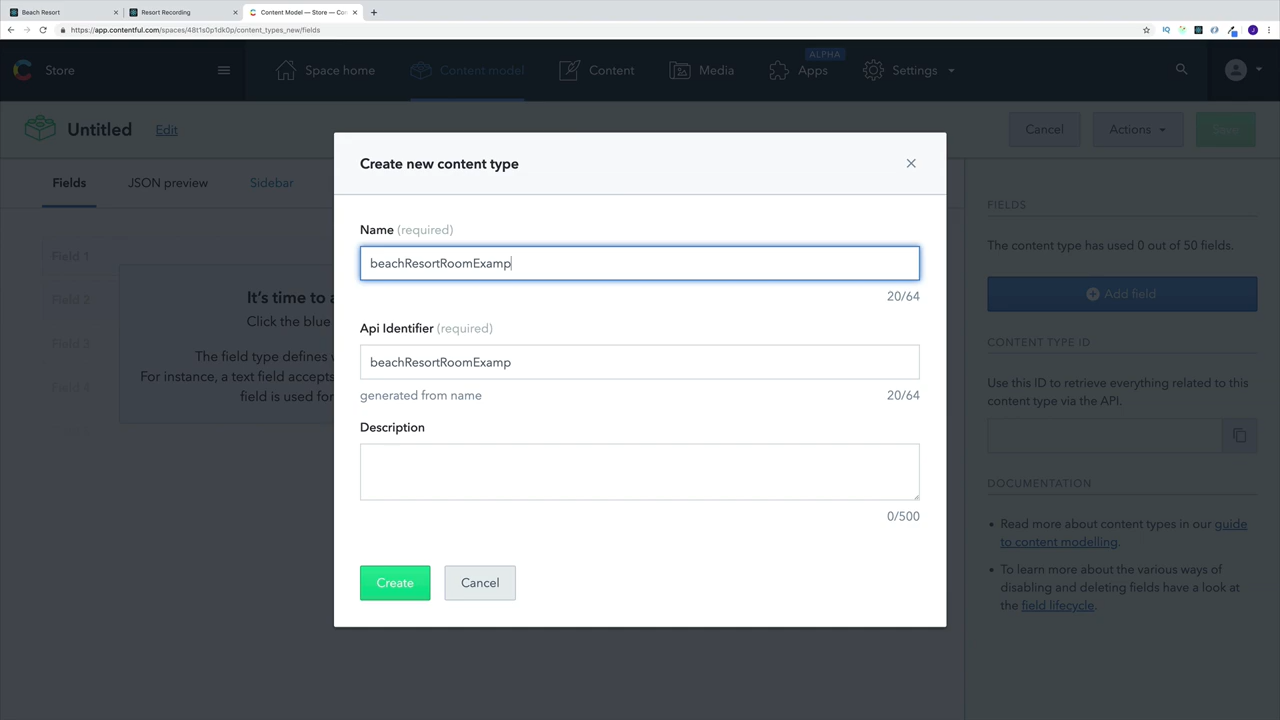 Beach Resort
Resort Recording
Content Model — Store — Con
https://app.contentful.com/spaces/48t1s0p1dk0p/content_types_new/fields
Store
Space home
Content model
Content
Media
ALPHA
Apps
Settings
Untitled
Edit
Cancel
Actions
Save
Fields
JSON preview
Sidebar
Field 1
Field 2
Field 3
Field 4
It's time to a
Click the blue
The field type defines
For instance, a text field accepts
field is used for
Create new content type
Name (required)
beachResortRoomExamp
20/64
Api Identifier (required)
beachResortRoomExamp
generated from name
20/64
Description
0/500
Create
Cancel
FIELDS
The content type has used 0 out of 50 fields.
Add field
CONTENT TYPE ID
Use this ID to retrieve everything related to this
content type via the API.
DOCUMENTATION
Read more about content types in our guide
to content modelling.
To learn more about the various ways of
disabling and deleting fields have a look at
the field lifecycle.